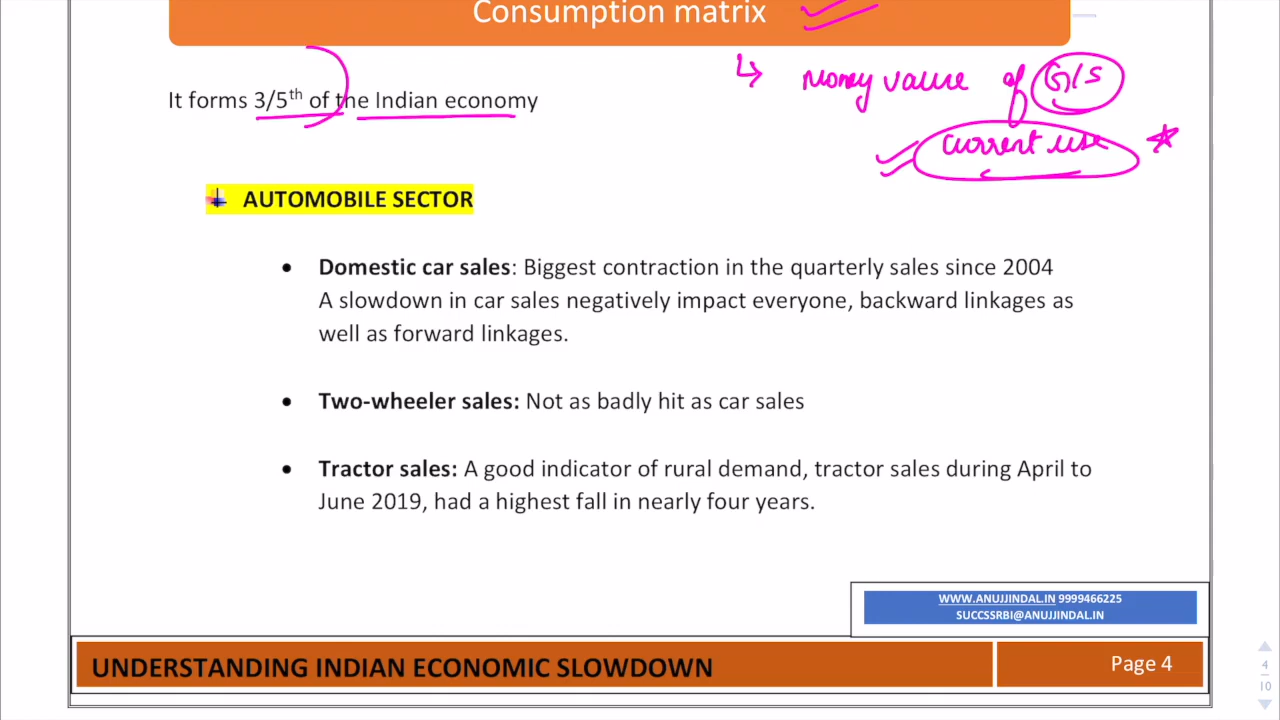 Consumption matrix
↳ Money value of G/S
It forms 3/5th of the Indian economy
current use
AUTOMOBILE SECTOR
• Domestic car sales: Biggest contraction in the quarterly sales since 2004
A slowdown in car sales negatively impact everyone, backward linkages as
well as forward linkages.
• Two-wheeler sales: Not as badly hit as car sales
• Tractor sales: A good indicator of rural demand, tractor sales during April to
June 2019, had a highest fall in nearly four years.
WWW.ANUJJINDAL.IN 9999466225
SUCCSSRBI@ANUJJINDAL.IN
UNDERSTANDING INDIAN ECONOMIC SLOWDOWN
Page 4
4
10